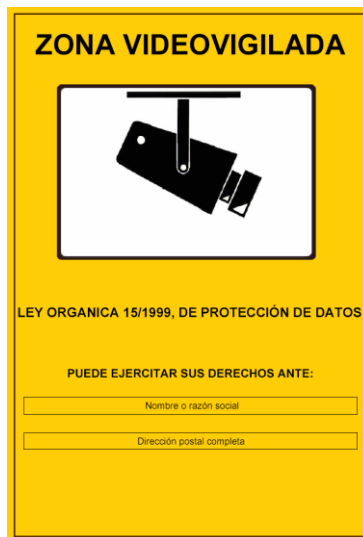 ZONA VIDEOVIGILADA
LEY ORGANICA 15/1999, DE PROTECCIÓN DE DATOS
PUEDE EJERCITAR SUS DERECHOS ANTE:
Nombre o razón social
Dirección postal completa